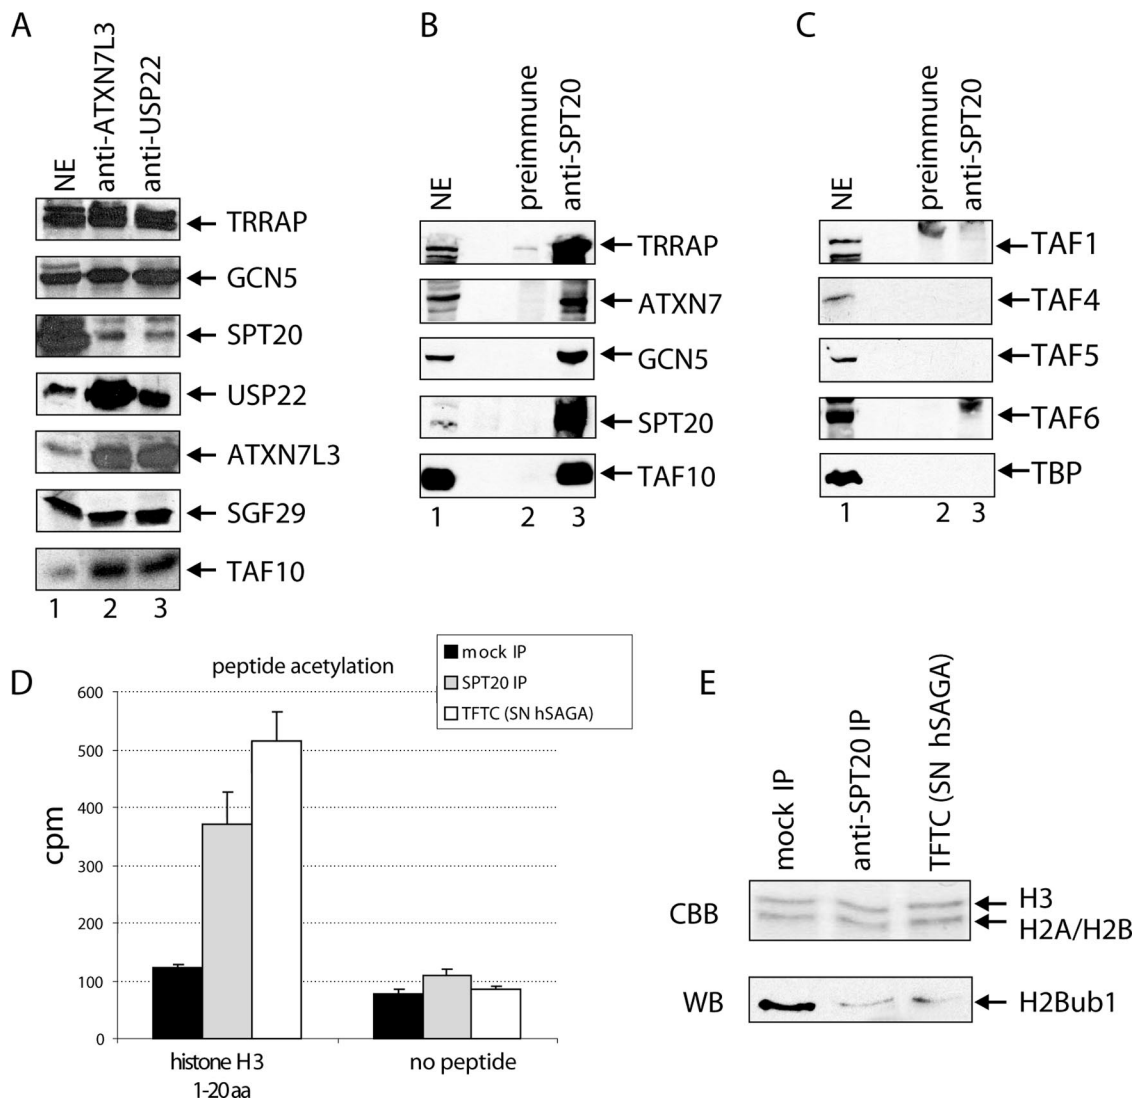 A
NE
anti-ATXN7L3
anti-USP22
TRRAP
GCN5
SPT20
USP22
ATXN7L3
SGF29
TAF10
1 2 3
B
NE
preimmune
anti-SPT20
TRRAP
ATXN7
GCN5
SPT20
TAF10
1 2 3
C
NE
preimmune
anti-SPT20
TAF1
TAF4
TAF5
TAF6
TBP
1 2 3
D
peptide acetylation
mock IP
SPT20 IP
TFTC (SN hSAGA)
cpm
600
500
400
300
200
100
0
histone H3
1-20 aa
no peptide
E
mock IP
anti-SPT20 IP
TFTC (SN hSAGA)
CBB
H3
H2A/H2B
WB
H2Bub1